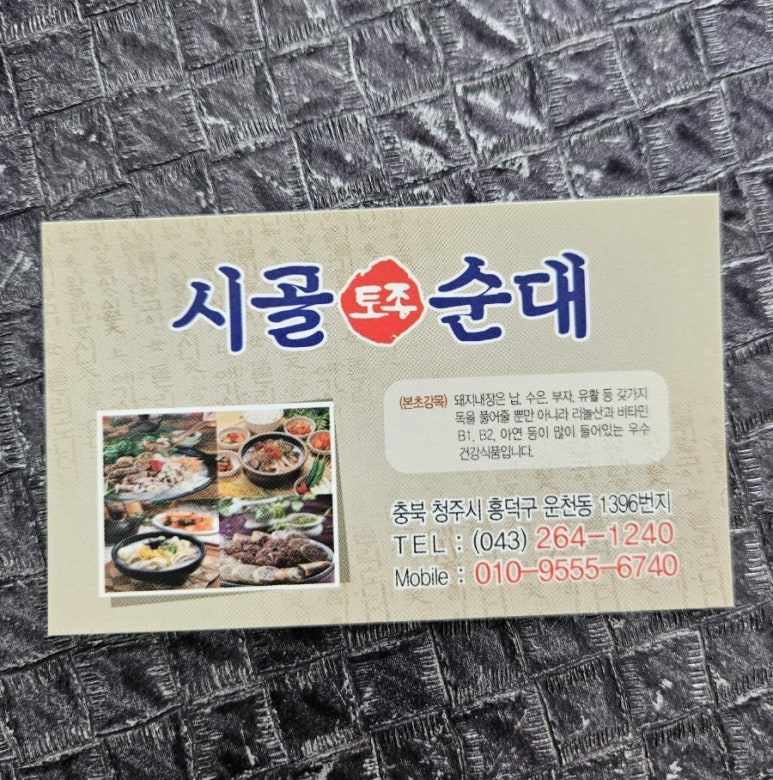 시골 토종 순대
(본초강목) 돼지내장은 납, 수은, 부자, 유황 등 갖가지
독을 풀어줄 뿐만 아니라 리놀산과 비타민
B1, B2, 아연 등이 많이 들어있는 우수
건강식품입니다.
충북 청주시 흥덕구 운천동 1396번지
TEL : (043) 264-1240
Mobile : 010-9555-6740